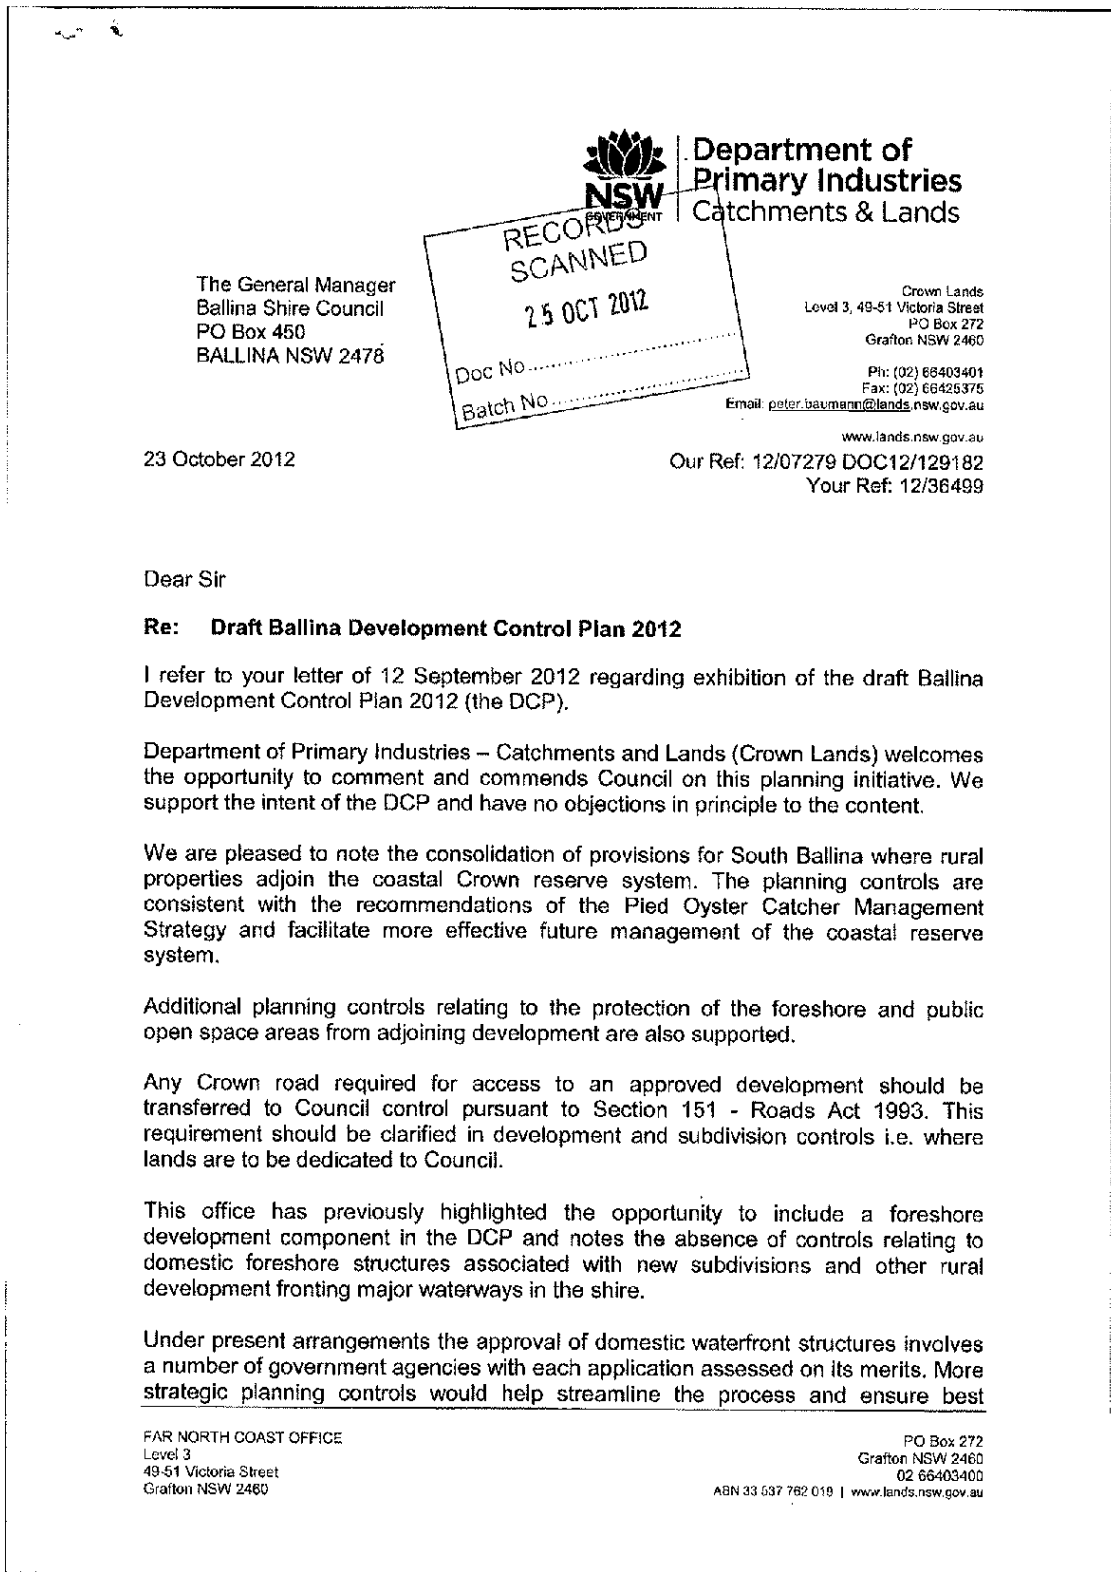 NSW
GOVERNMENT
Department of
Primary Industries
Catchments & Lands
RECORDS
SCANNED
25 OCT 2012
Doc No
Batch No
The General Manager
Ballina Shire Council
PO Box 450
BALLINA NSW 2478
Crown Lands
Level 3, 49-51 Victoria Street
PO Box 272
Grafton NSW 2460
Ph: (02) 66403401
Fax: (02) 66425375
Email: peter.baumann@lands.nsw.gov.au
www.lands.nsw.gov.au
23 October 2012
Our Ref: 12/07279 DOC12/129182
Your Ref: 12/36499
Dear Sir
Re: Draft Ballina Development Control Plan 2012
I refer to your letter of 12 September 2012 regarding exhibition of the draft Ballina
Development Control Plan 2012 (the DCP).
Department of Primary Industries – Catchments and Lands (Crown Lands) welcomes
the opportunity to comment and commends Council on this planning initiative. We
support the intent of the DCP and have no objections in principle to the content.
We are pleased to note the consolidation of provisions for South Ballina where rural
properties adjoin the coastal Crown reserve system. The planning controls are
consistent with the recommendations of the Pied Oyster Catcher Management
Strategy and facilitate more effective future management of the coastal reserve
system.
Additional planning controls relating to the protection of the foreshore and public
open space areas from adjoining development are also supported.
Any Crown road required for access to an approved development should be
transferred to Council control pursuant to Section 151 - Roads Act 1993. This
requirement should be clarified in development and subdivision controls i.e. where
lands are to be dedicated to Council.
This office has previously highlighted the opportunity to include a foreshore
development component in the DCP and notes the absence of controls relating to
domestic foreshore structures associated with new subdivisions and other rural
development fronting major waterways in the shire.
Under present arrangements the approval of domestic waterfront structures involves
a number of government agencies with each application assessed on its merits. More
strategic planning controls would help streamline the process and ensure best
FAR NORTH COAST OFFICE
Level 3
49-51 Victoria Street
Grafton NSW 2460
PO Box 272
Grafton NSW 2460
02 66403400
ABN 33 537 762 019 | www.lands.nsw.gov.au